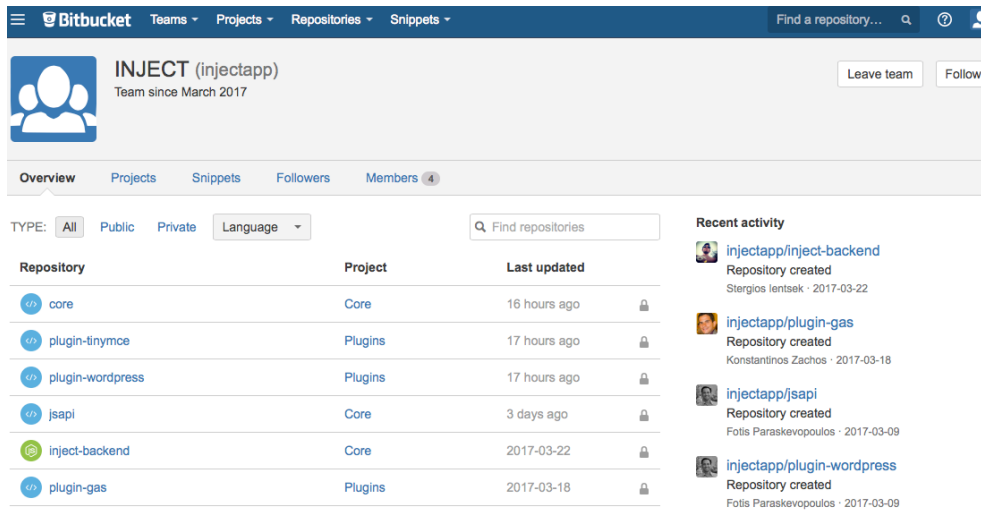 Bitbucket Teams Projects Repositories Snippets Find a repository...
INJECT (injectapp)
Team since March 2017
Leave team Follow
Overview Projects Snippets Followers Members 4
TYPE: All Public Private Language Find repositories
Repository Project Last updated
core Core 16 hours ago
plugin-tinymce Plugins 17 hours ago
plugin-wordpress Plugins 17 hours ago
jsapi Core 3 days ago
inject-backend Core 2017-03-22
plugin-gas Plugins 2017-03-18
Recent activity
injectapp/inject-backend
Repository created
Stergios Ientsek · 2017-03-22
injectapp/plugin-gas
Repository created
Konstantinos Zachos · 2017-03-18
injectapp/jsapi
Repository created
Fotis Paraskevopoulos · 2017-03-09
injectapp/plugin-wordpress
Repository created
Fotis Paraskevopoulos · 2017-03-09